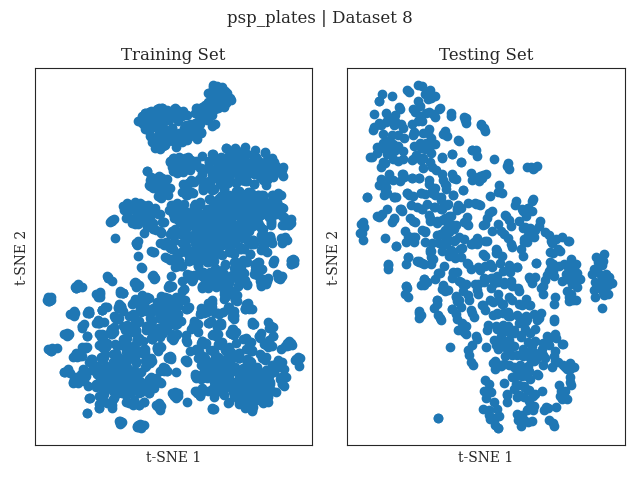 psp_plates | Dataset 8
Training Set
Testing Set
t-SNE 2
t-SNE 2
t-SNE 1
t-SNE 1